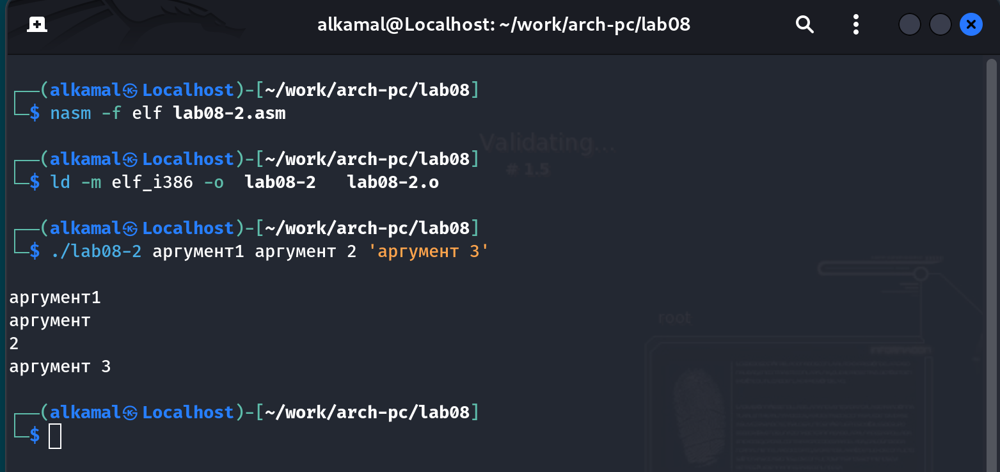 alkamal@Localhost: ~/work/arch-pc/lab08
┌──(alkamal㉿Localhost)-[~/work/arch-pc/lab08]
└─$ nasm -f elf lab08-2.asm
Validating...
┌──(alkamal㉿Localhost)-[~/work/arch-pc/lab08]
# 1.5
└─$ ld -m elf_i386 -o  lab08-2   lab08-2.o
┌──(alkamal㉿Localhost)-[~/work/arch-pc/lab08]
└─$ ./lab08-2 аргумент1 аргумент 2 'аргумент 3'
аргумент1
аргумент
root
2
аргумент 3
┌──(alkamal㉿Localhost)-[~/work/arch-pc/lab08]
└─$